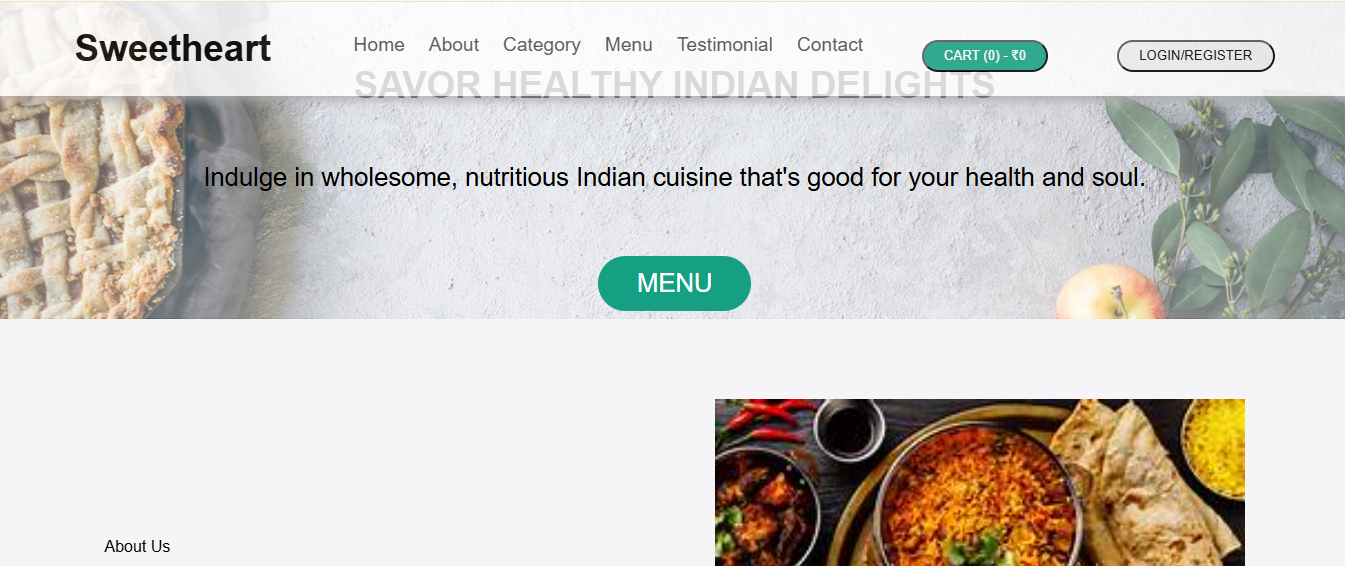 Sweetheart
Home About Category Menu Testimonial Contact
CART (0) - ₹0
LOGIN/REGISTER
SAVOR HEALTHY INDIAN DELIGHTS
Indulge in wholesome, nutritious Indian cuisine that's good for your health and soul.
MENU
About Us